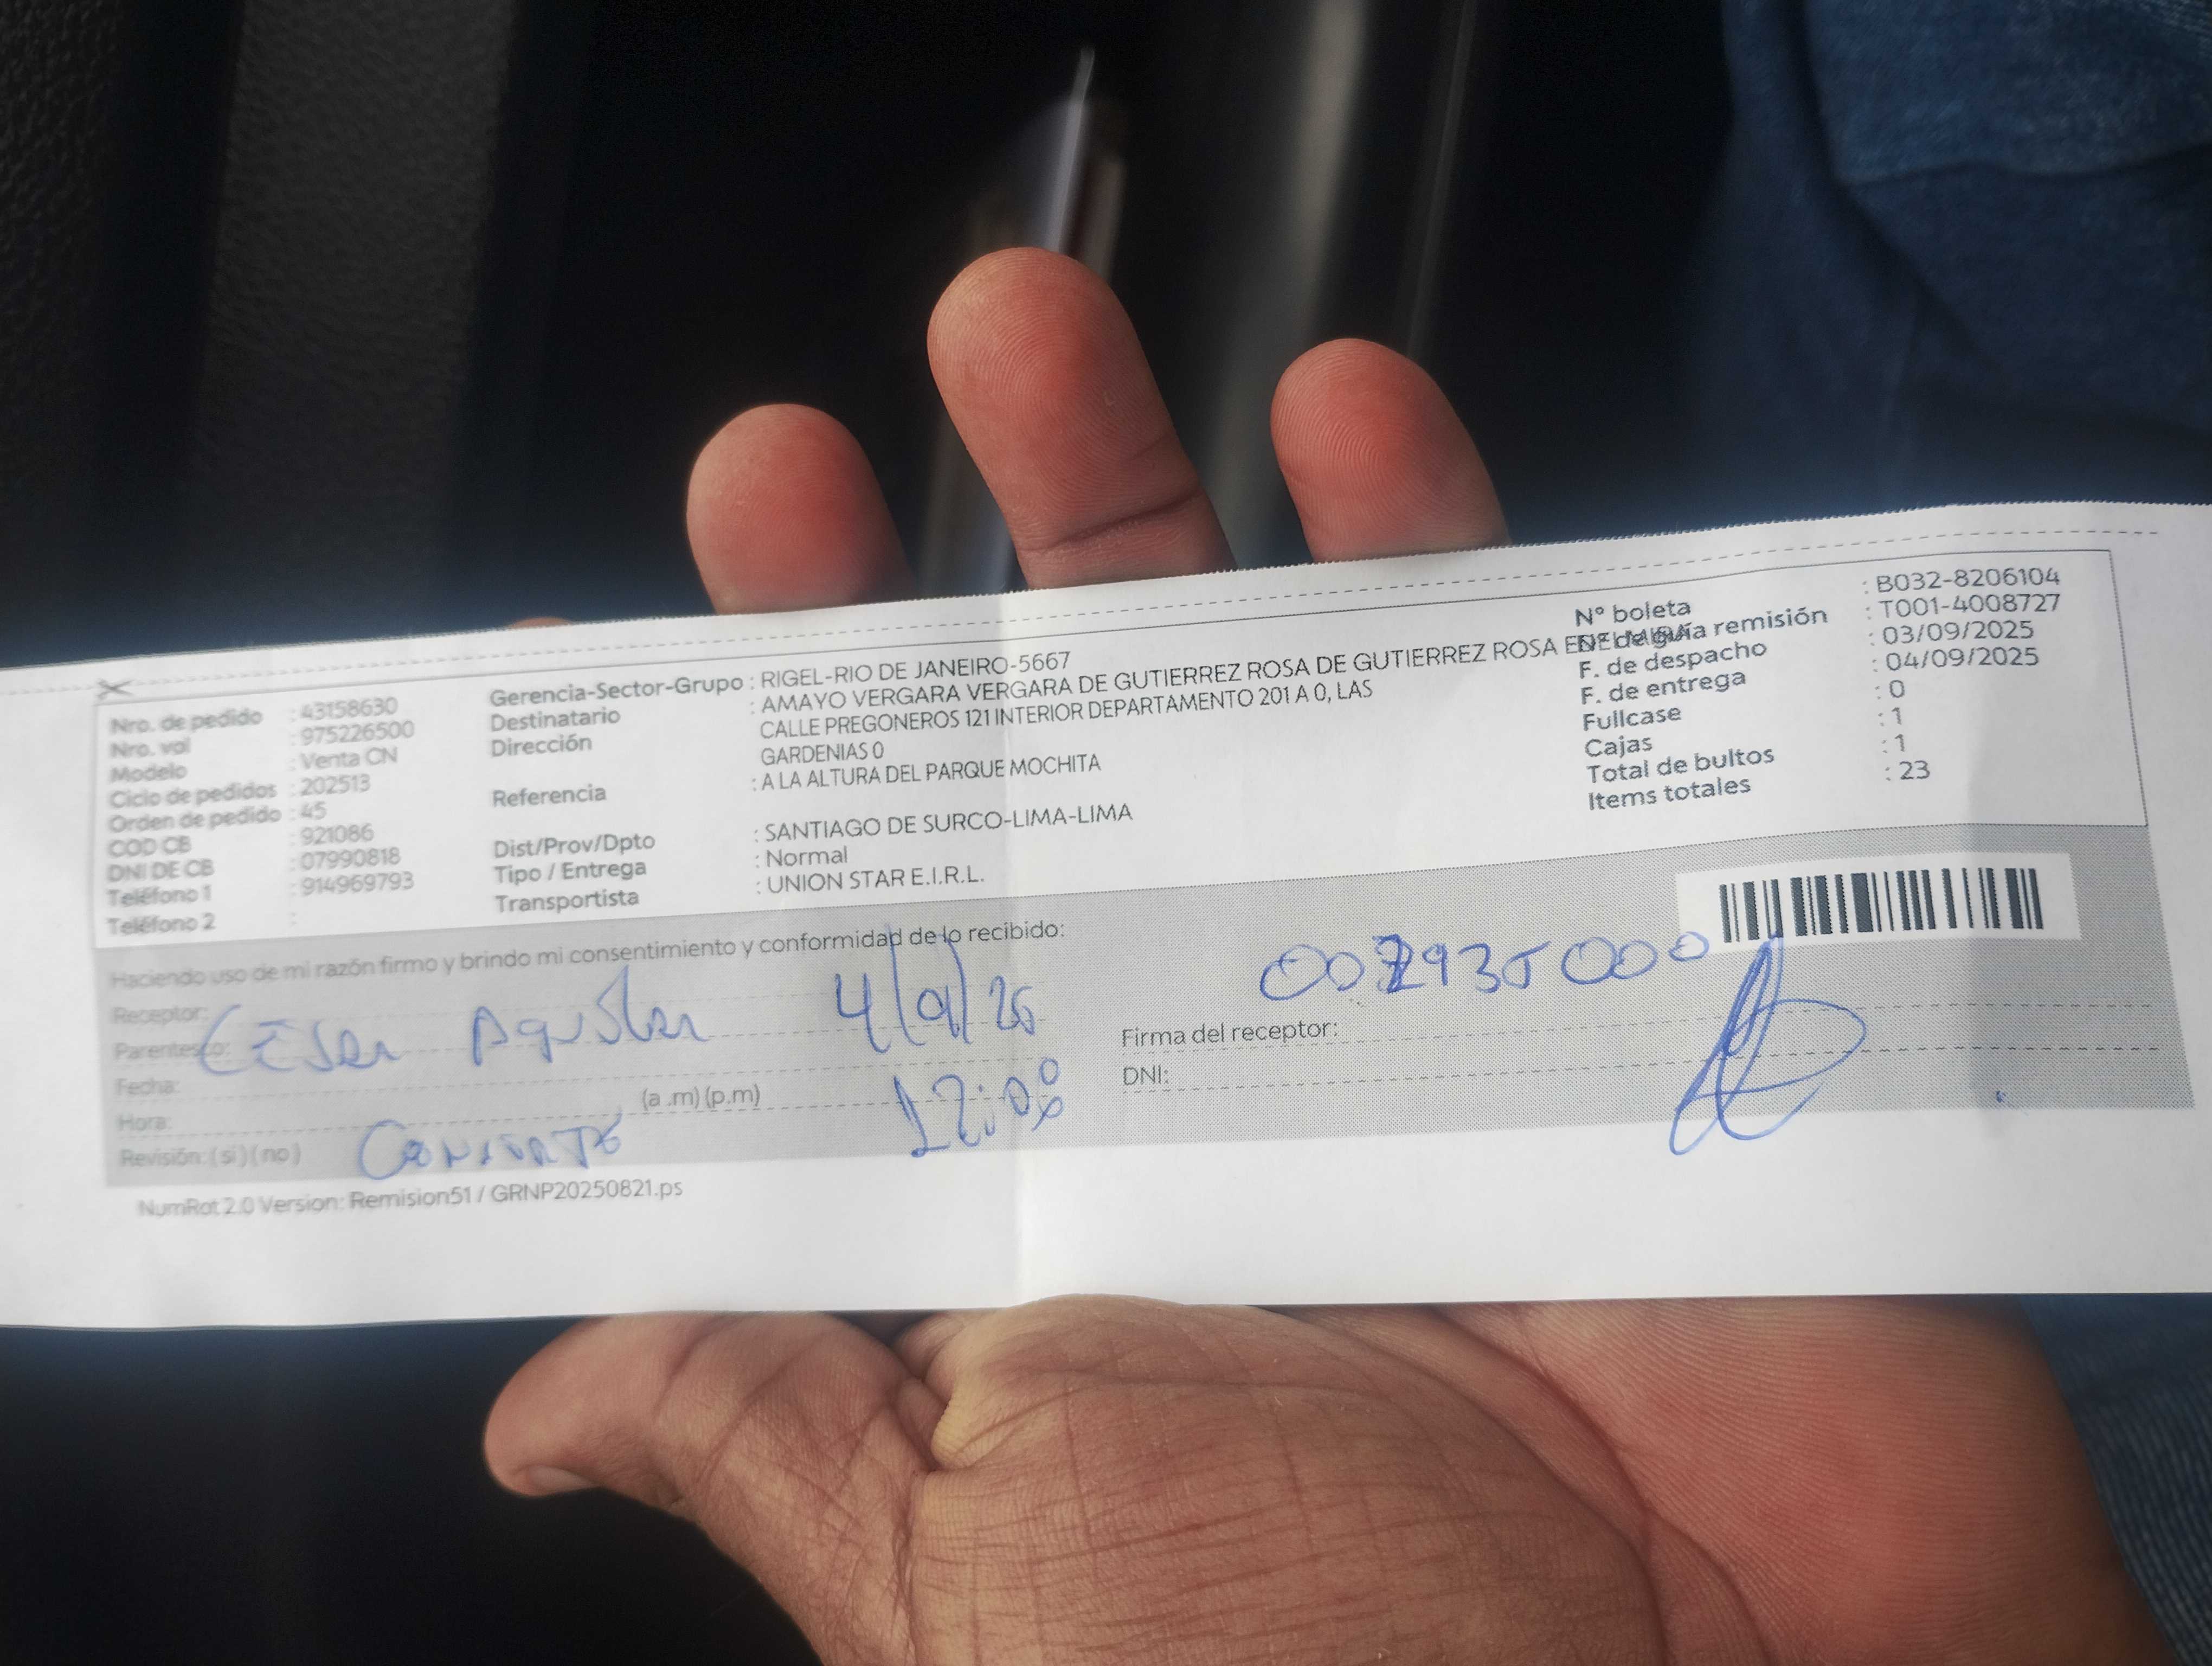 Nro. de pedido : 43158630
Nro. val : 975226500
Modelo : Venta CN
Ciclo de pedidos : 202513
Orden de pedido : 45
COD CB : 921086
DNI DE CB : 07990818
Teléfono 1 : 914969793
Teléfono 2 :
Gerencia-Sector-Grupo : RIGEL-RIO DE JANEIRO-5667
Destinatario : AMAYO VERGARA VERGARA DE GUTIERREZ ROSA DE GUTIERREZ ROSA EDELMIRA
Dirección CALLE PREGONEROS 121 INTERIOR DEPARTAMENTO 201 A 0, LAS
GARDENIAS 0
Referencia : A LA ALTURA DEL PARQUE MOCHITA
Dist/Prov/Dpto : SANTIAGO DE SURCO-LIMA-LIMA
Tipo / Entrega : Normal
Transportista : UNION STAR E.I.R.L.
N° boleta : B032-8206104
N° de guía remisión : T001-4008727
F. de despacho : 03/09/2025
F. de entrega : 04/09/2025
Fullcase : 0
Cajas : 1
Total de bultos : 1
Items totales : 23
Haciendo uso de mi razón firmo y brindo mi consentimiento y conformidad de lo recibido:
Receptor:
Parentesco:
Fecha:
Hora: (a .m) (p.m)
Revisión: ( si ) ( no )
4/9/25
Firma del receptor:
DNI:
NumRot 2.0 Version: Remision51 / GRNP20250821.ps